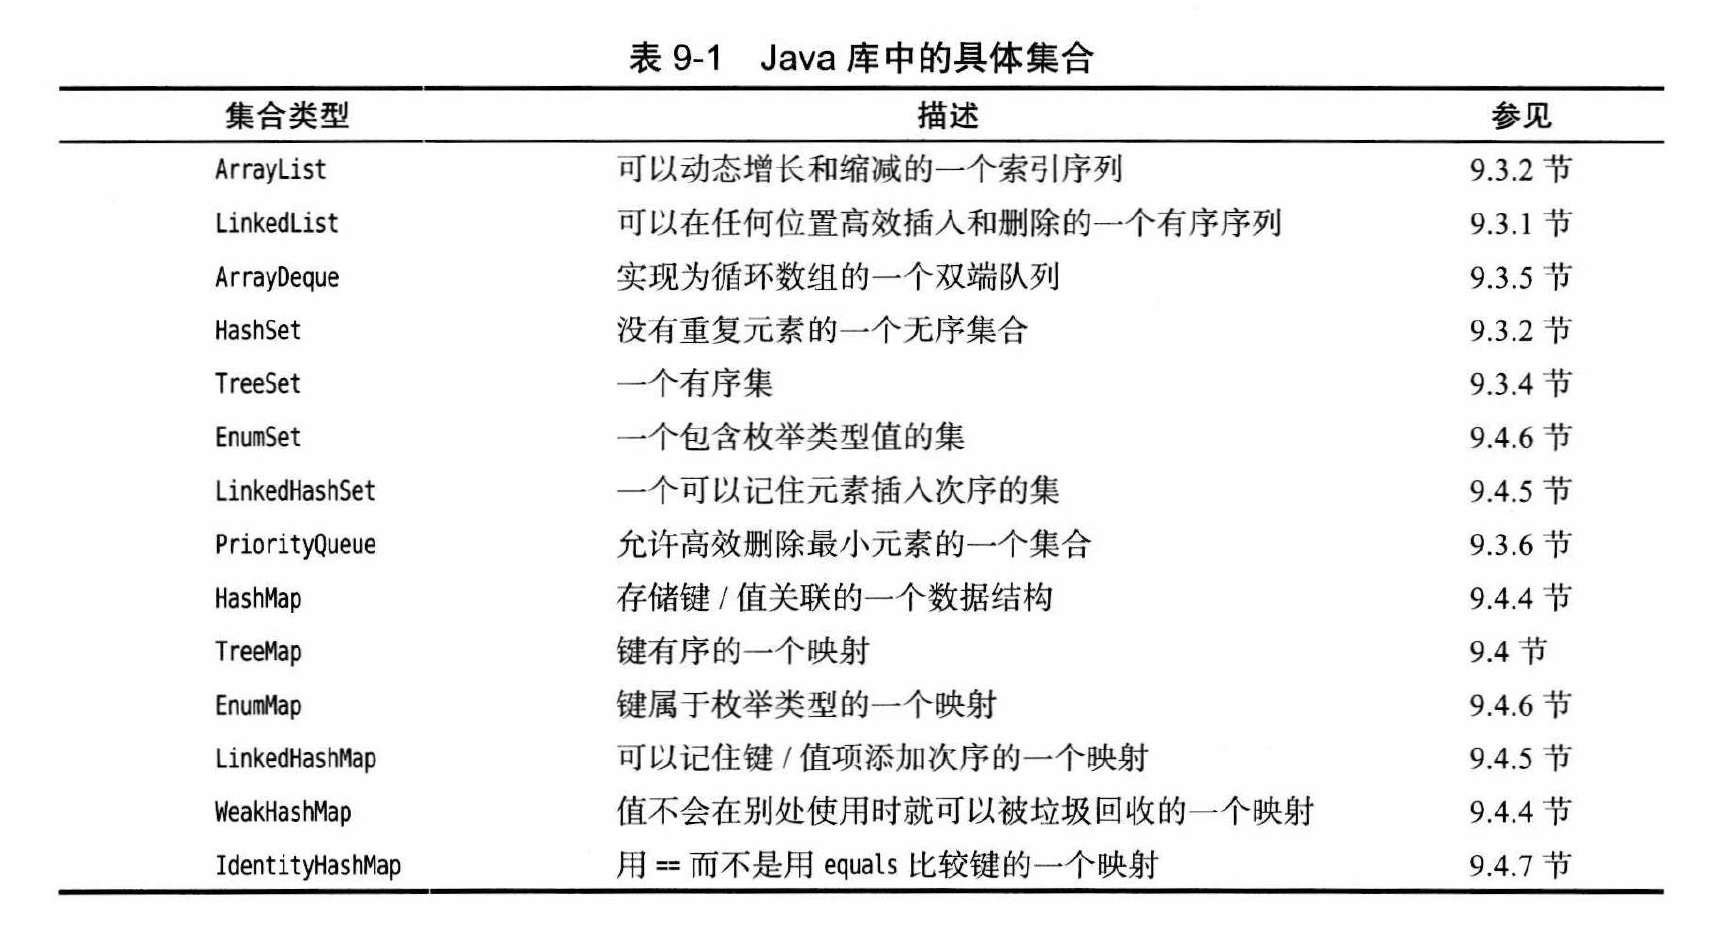 表 9-1 Java 库中的具体集合
集合类型 描述 参见
ArrayList 可以动态增长和缩减的一个索引序列 9.3.2 节
LinkedList 可以在任何位置高效插入和删除的一个有序序列 9.3.1 节
ArrayDeque 实现为循环数组的一个双端队列 9.3.5 节
HashSet 没有重复元素的一个无序集合 9.3.2 节
TreeSet 一个有序集 9.3.4 节
EnumSet 一个包含枚举类型值的集 9.4.6 节
LinkedHashSet 一个可以记住元素插入次序的集 9.4.5 节
PriorityQueue 允许高效删除最小元素的一个集合 9.3.6 节
HashMap 存储键 / 值关联的一个数据结构 9.4.4 节
TreeMap 键有序的一个映射 9.4 节
EnumMap 键属于枚举类型的一个映射 9.4.6 节
LinkedHashMap 可以记住键 / 值项添加次序的一个映射 9.4.5 节
WeakHashMap 值不会在别处使用时就可以被垃圾回收的一个映射 9.4.4 节
IdentityHashMap 用 == 而不是用 equals 比较键的一个映射 9.4.7 节